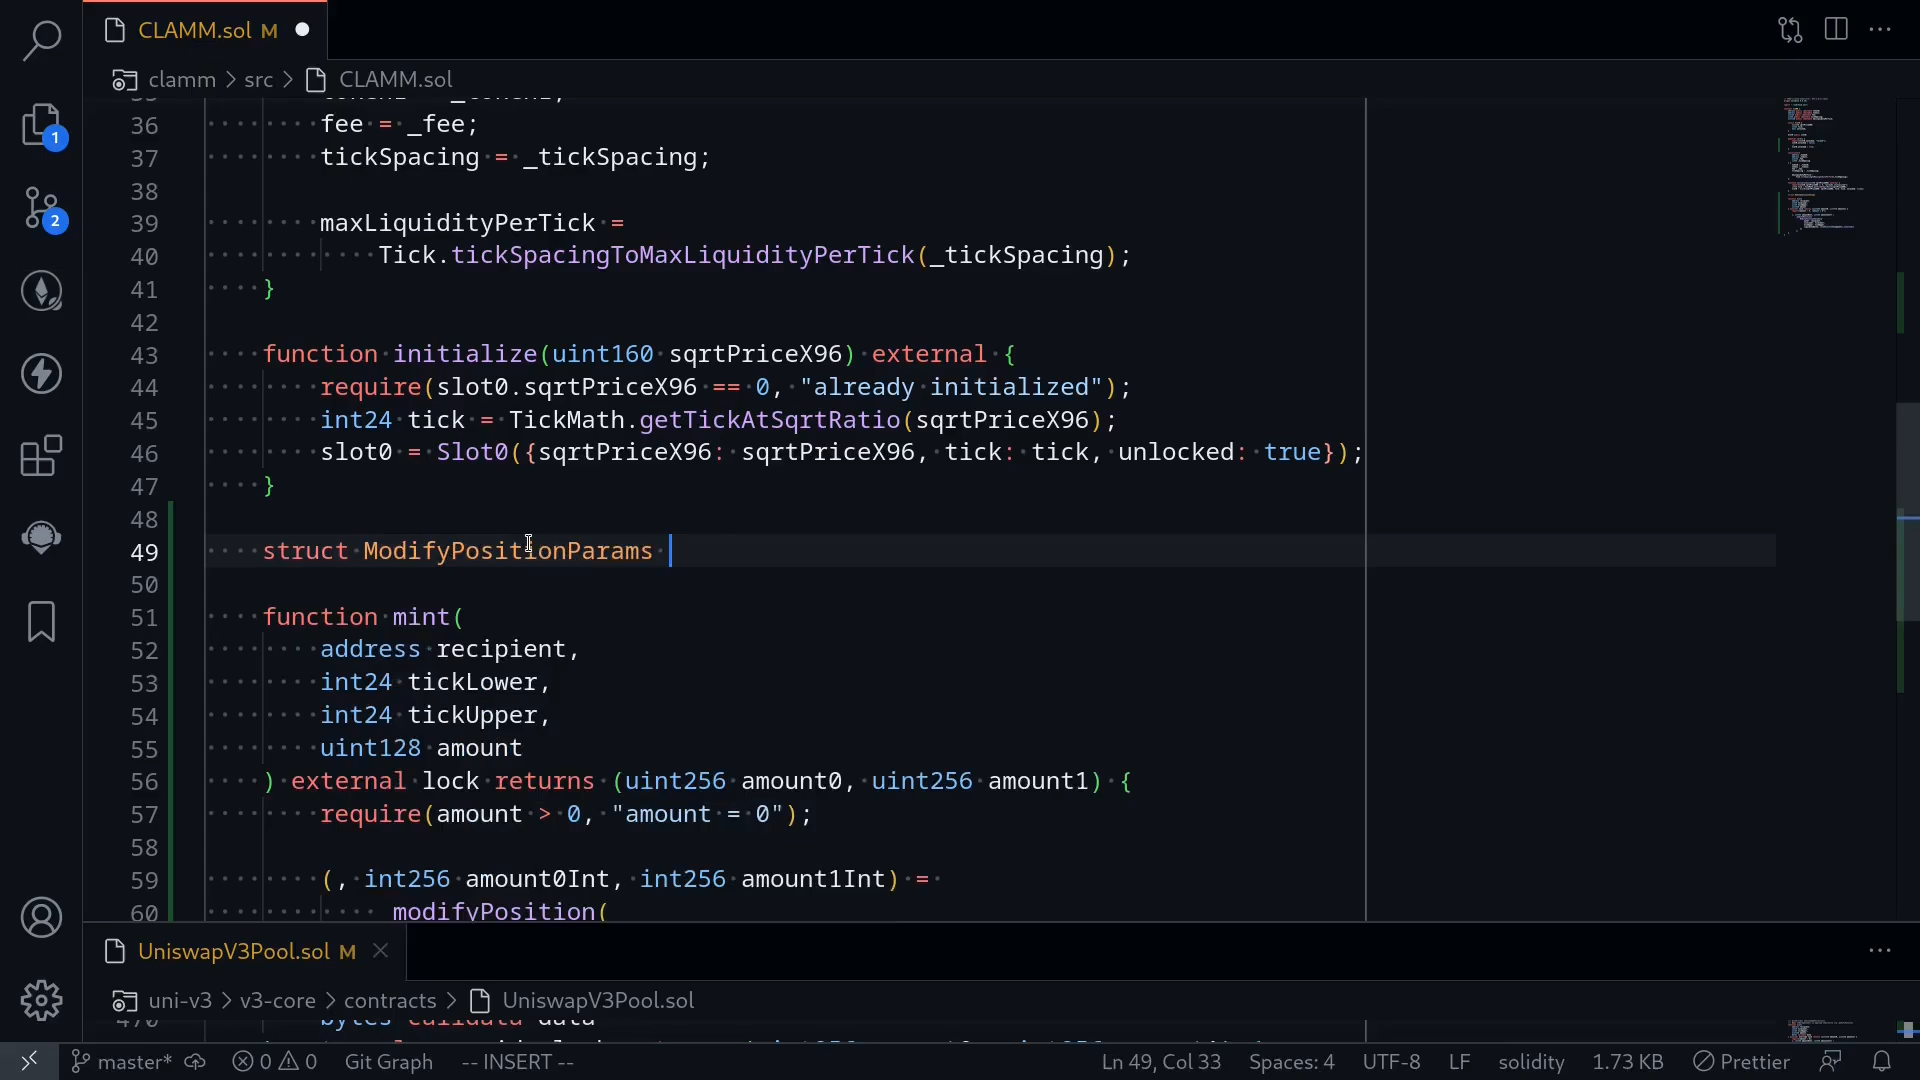 CLAMM.sol M
clamm > src > CLAMM.sol
36 fee = _fee;
37 tickSpacing = _tickSpacing;
38
39 maxLiquidityPerTick =
40 Tick.tickSpacingToMaxLiquidityPerTick(_tickSpacing);
41 }
42
43 function initialize(uint160 sqrtPriceX96) external {
44 require(slot0.sqrtPriceX96 == 0, "already initialized");
45 int24 tick = TickMath.getTickAtSqrtRatio(sqrtPriceX96);
46 slot0 = Slot0({sqrtPriceX96: sqrtPriceX96, tick: tick, unlocked: true});
47 }
48
49 struct ModifyPositionParams
50
51 function mint(
52 address recipient,
53 int24 tickLower,
54 int24 tickUpper,
55 uint128 amount
56 ) external lock returns (uint256 amount0, uint256 amount1) {
57 require(amount > 0, "amount = 0");
58
59 (, int256 amount0Int, int256 amount1Int) =
60 _modifyPosition(
1
2
UniswapV3Pool.sol M
uni-v3 > v3-core > contracts > UniswapV3Pool.sol
bytes calldata data
master* 0 0 Git Graph -- INSERT -- Ln 49, Col 33 Spaces: 4 UTF-8 LF solidity 1.73 KB Prettier